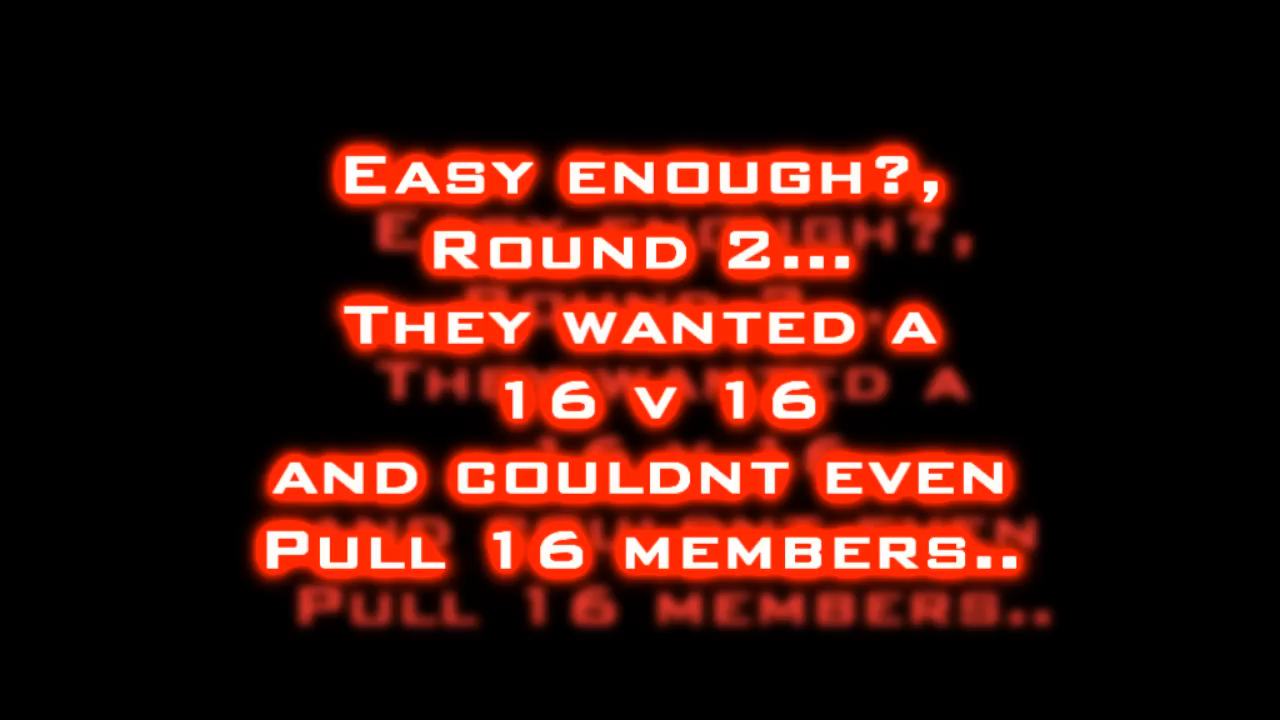 Easy enough?,
Round 2...
They wanted a
16 v 16
and couldnt even
Pull 16 members..